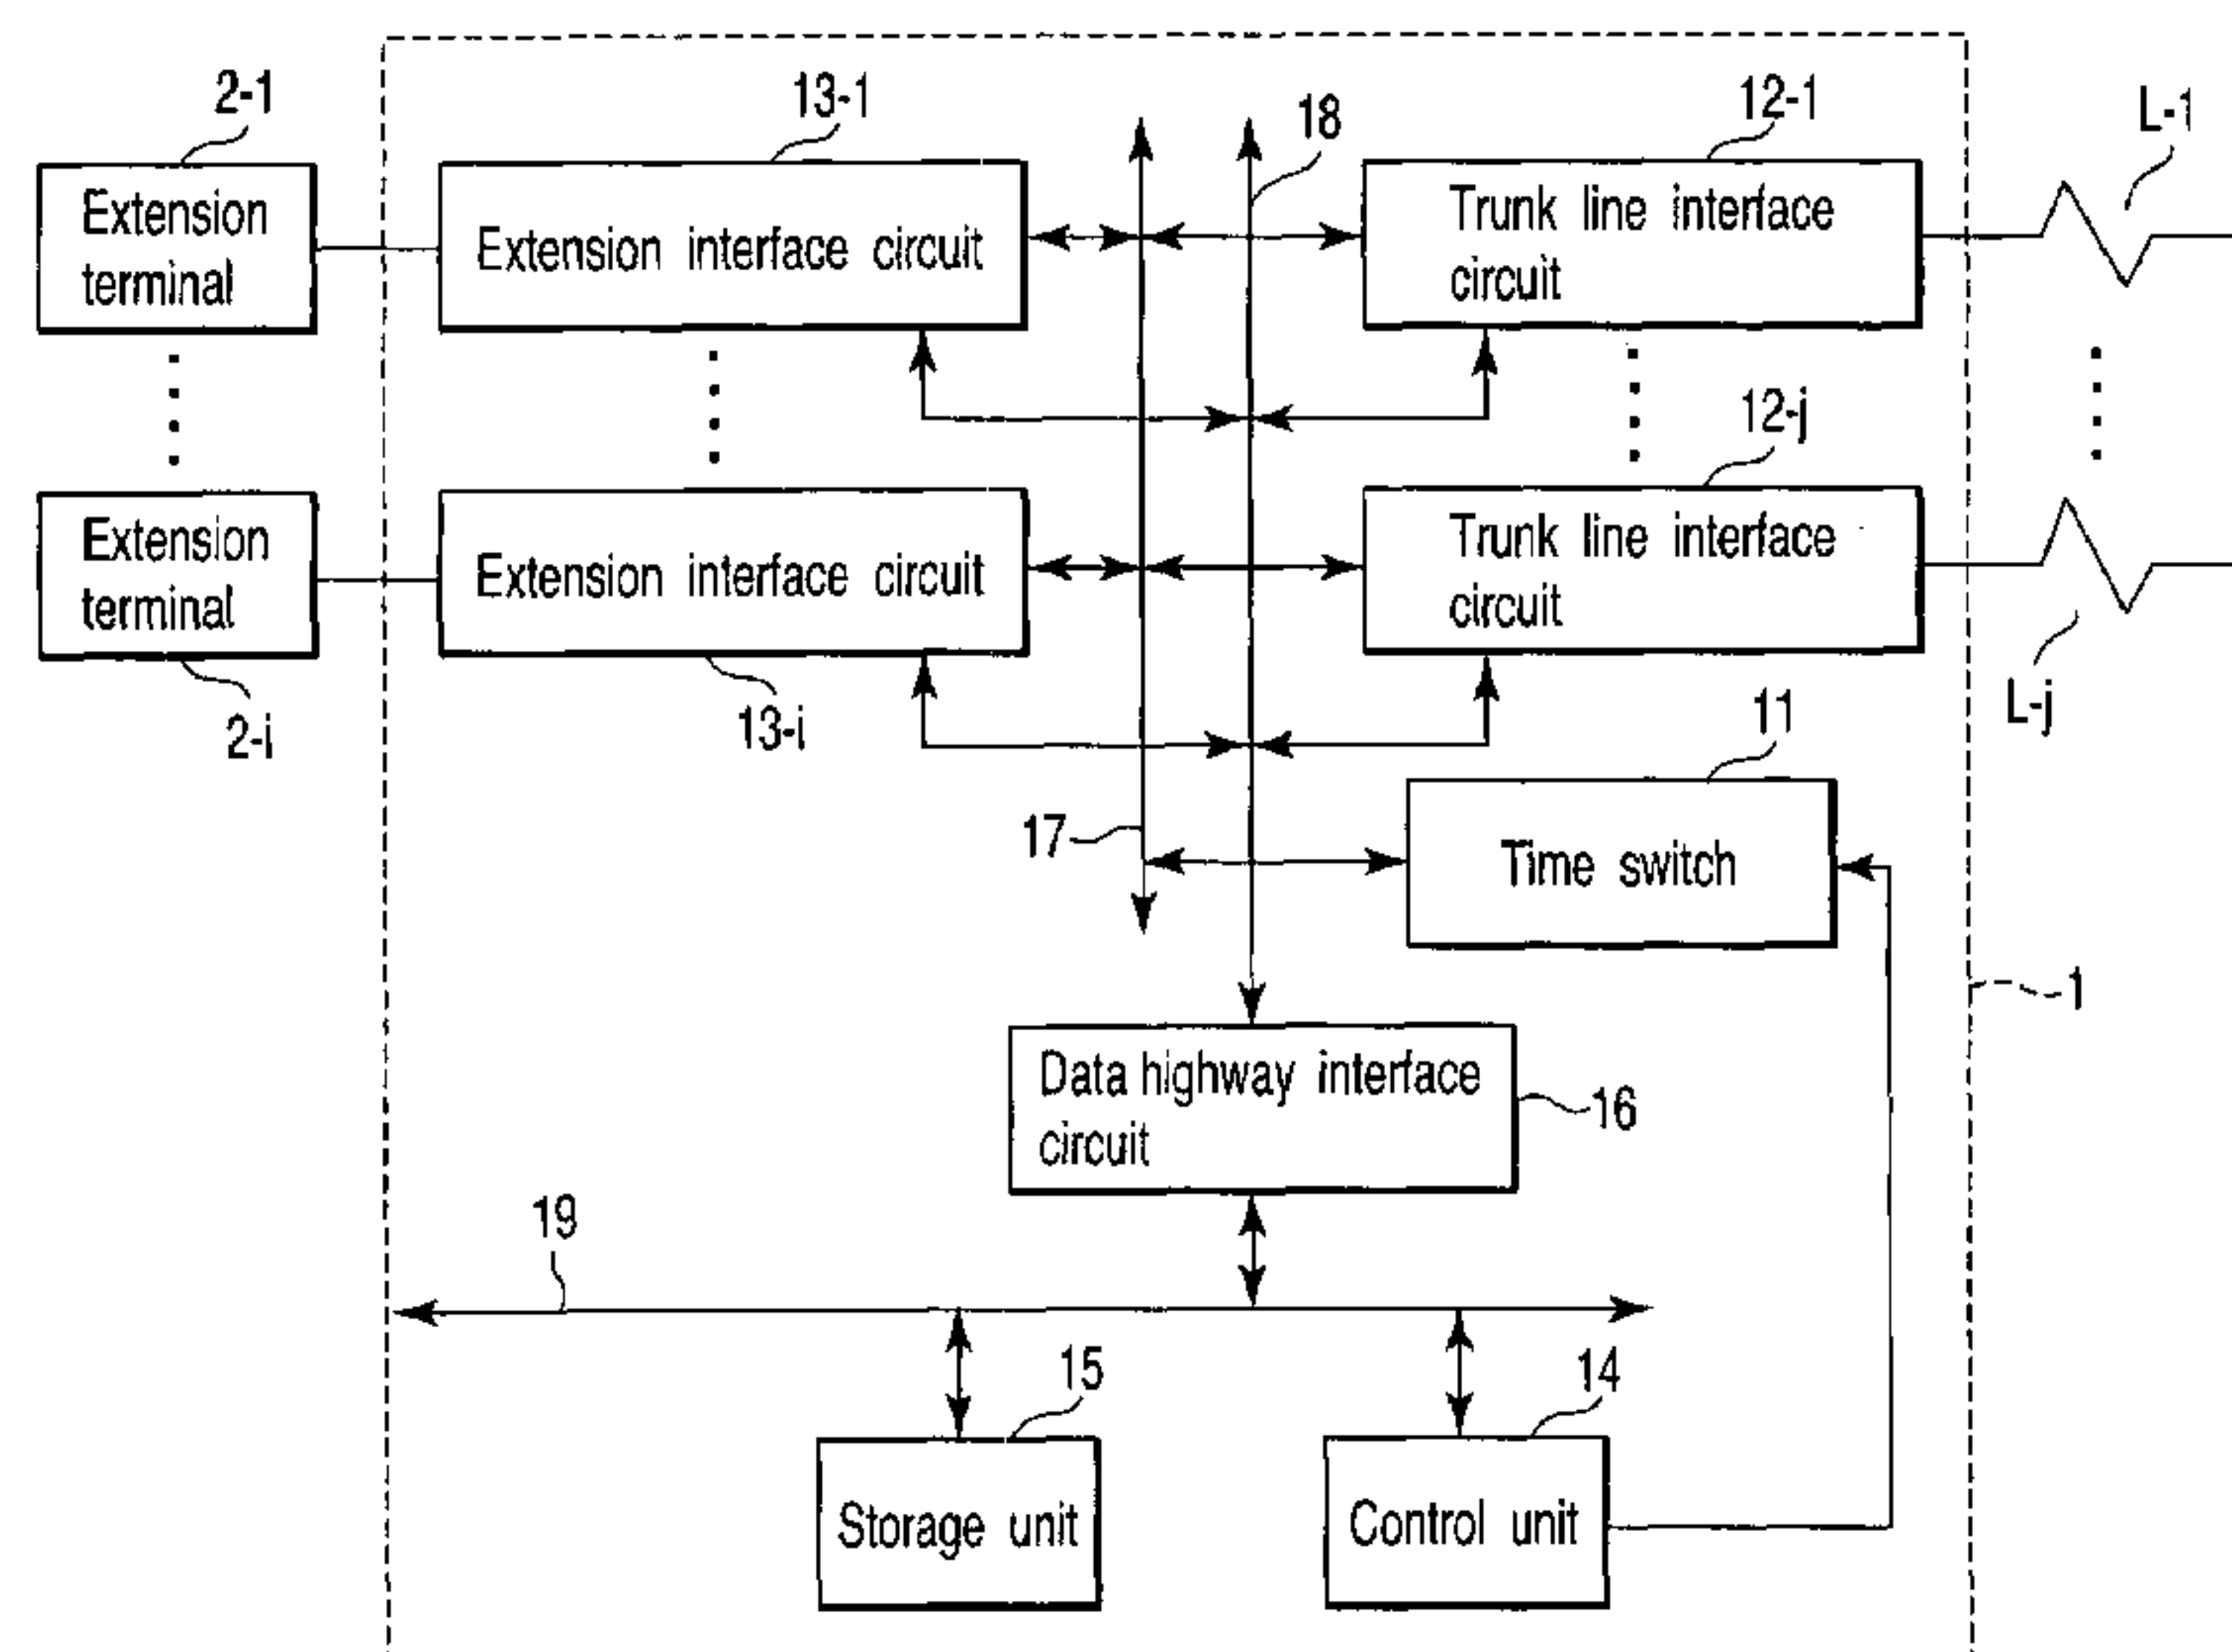 2-1
13-1
18
12-1
L-1
Extension
terminal
Extension interface circuit
Trunk line interface
circuit
12-j
Extension
terminal
Extension interface circuit
Trunk line interface
circuit
2-i
13-i
11
L-j
17
Time switch
1
Data highway interface
circuit
16
19
15
14
Storage unit
Control unit